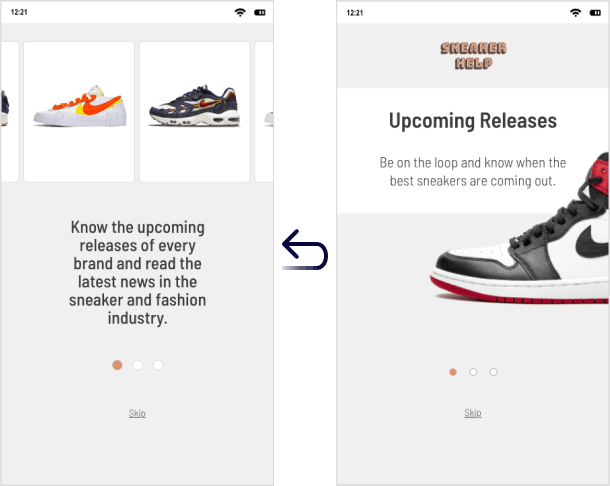 12:21
Know the upcoming
releases of every
brand and read the
latest news in the
sneaker and fashion
industry.
Skip
12:21
SNEAKER
HELP
Upcoming Releases
Be on the loop and know when the
best sneakers are coming out.
Skip